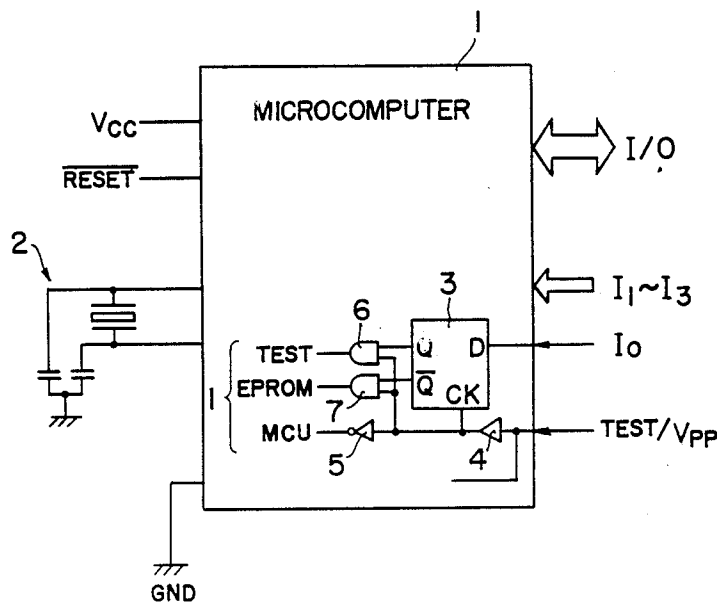 1
MICROCOMPUTER
VCC
I/O
RESET
2
I1~I3
3
6
Q D
I0
TEST
EPROM
Q
CK
1
7
MCU
5
4
TEST/VPP
GND